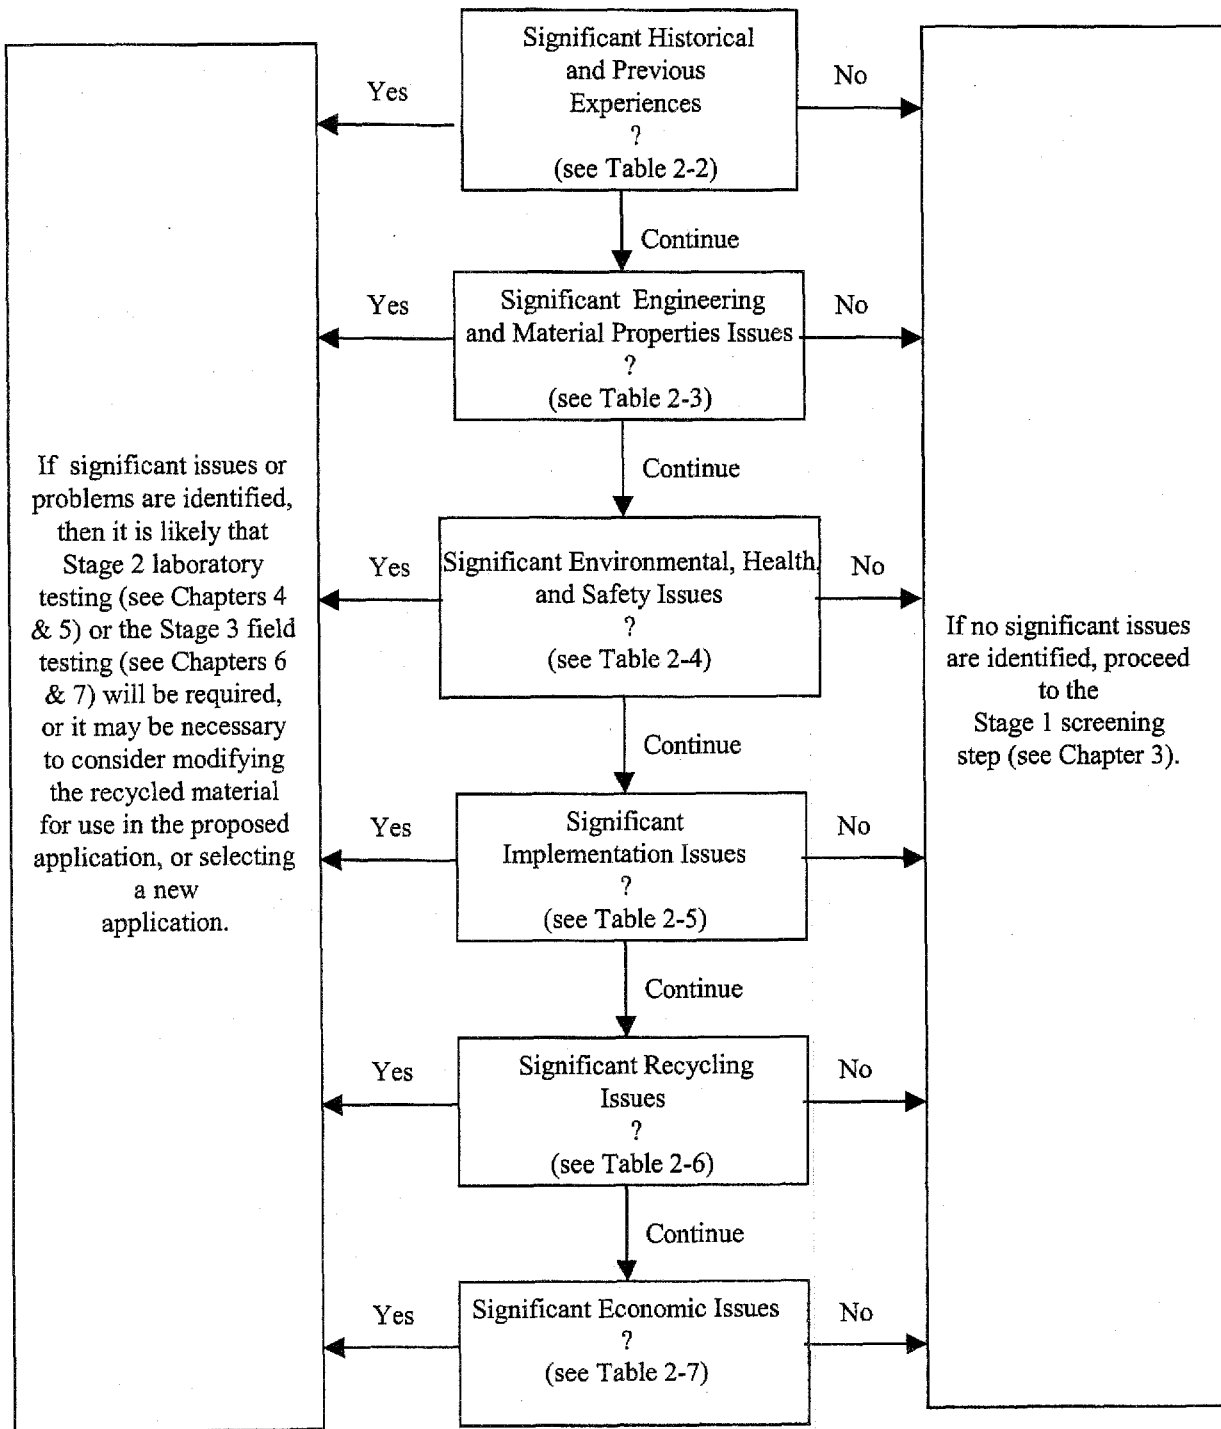 Significant Historical
and Previous
Experiences
?
(see Table 2-2)
Yes
No
Continue
Significant Engineering
and Material Properties Issues
?
(see Table 2-3)
Yes
No
Continue
Significant Environmental, Health,
and Safety Issues
?
(see Table 2-4)
Yes
No
Continue
Significant
Implementation Issues
?
(see Table 2-5)
Yes
No
Continue
Significant Recycling
Issues
?
(see Table 2-6)
Yes
No
Continue
Significant Economic Issues
?
(see Table 2-7)
Yes
No
If significant issues or
problems are identified,
then it is likely that
Stage 2 laboratory
testing (see Chapters 4
& 5) or the Stage 3 field
testing (see Chapters 6
& 7) will be required,
or it may be necessary
to consider modifying
the recycled material
for use in the proposed
application, or selecting
a new
application.
If no significant issues
are identified, proceed
to the
Stage 1 screening
step (see Chapter 3).